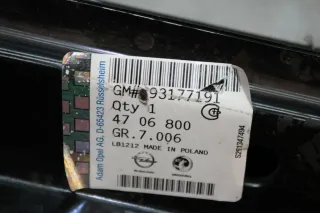 GM# 93177191
Qty 1
47 06 800
GR.7.006
LB1212 MADE IN POLAND
Adam Opel AG, D-65423 Rüsselsheim